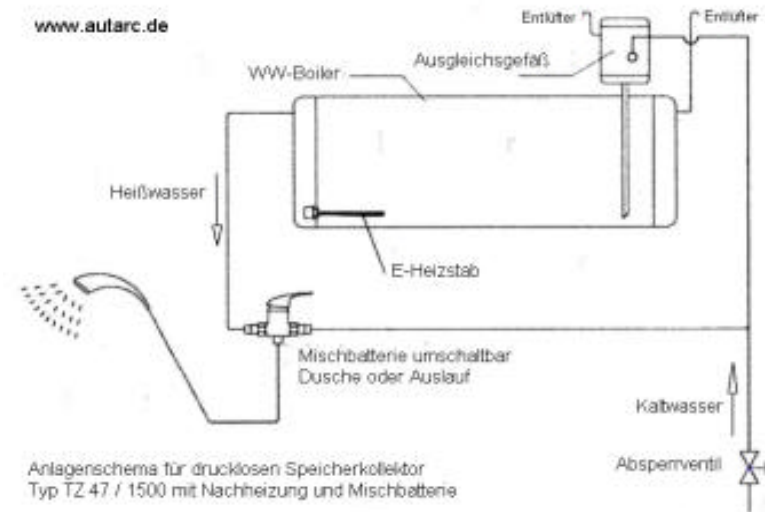 www.autarc.de
Entlüfter
Entlüfter
Ausgleichsgefäß
WW-Boiler
Heißwasser
E-Heizstab
Mischbatterie umschaltbar
Dusche oder Auslauf
Kaltwasser
Absperrventil
Anlagenschema für drucklosen Speicherkollektor
Typ TZ 47 / 1500 mit Nachheizung und Mischbatterie